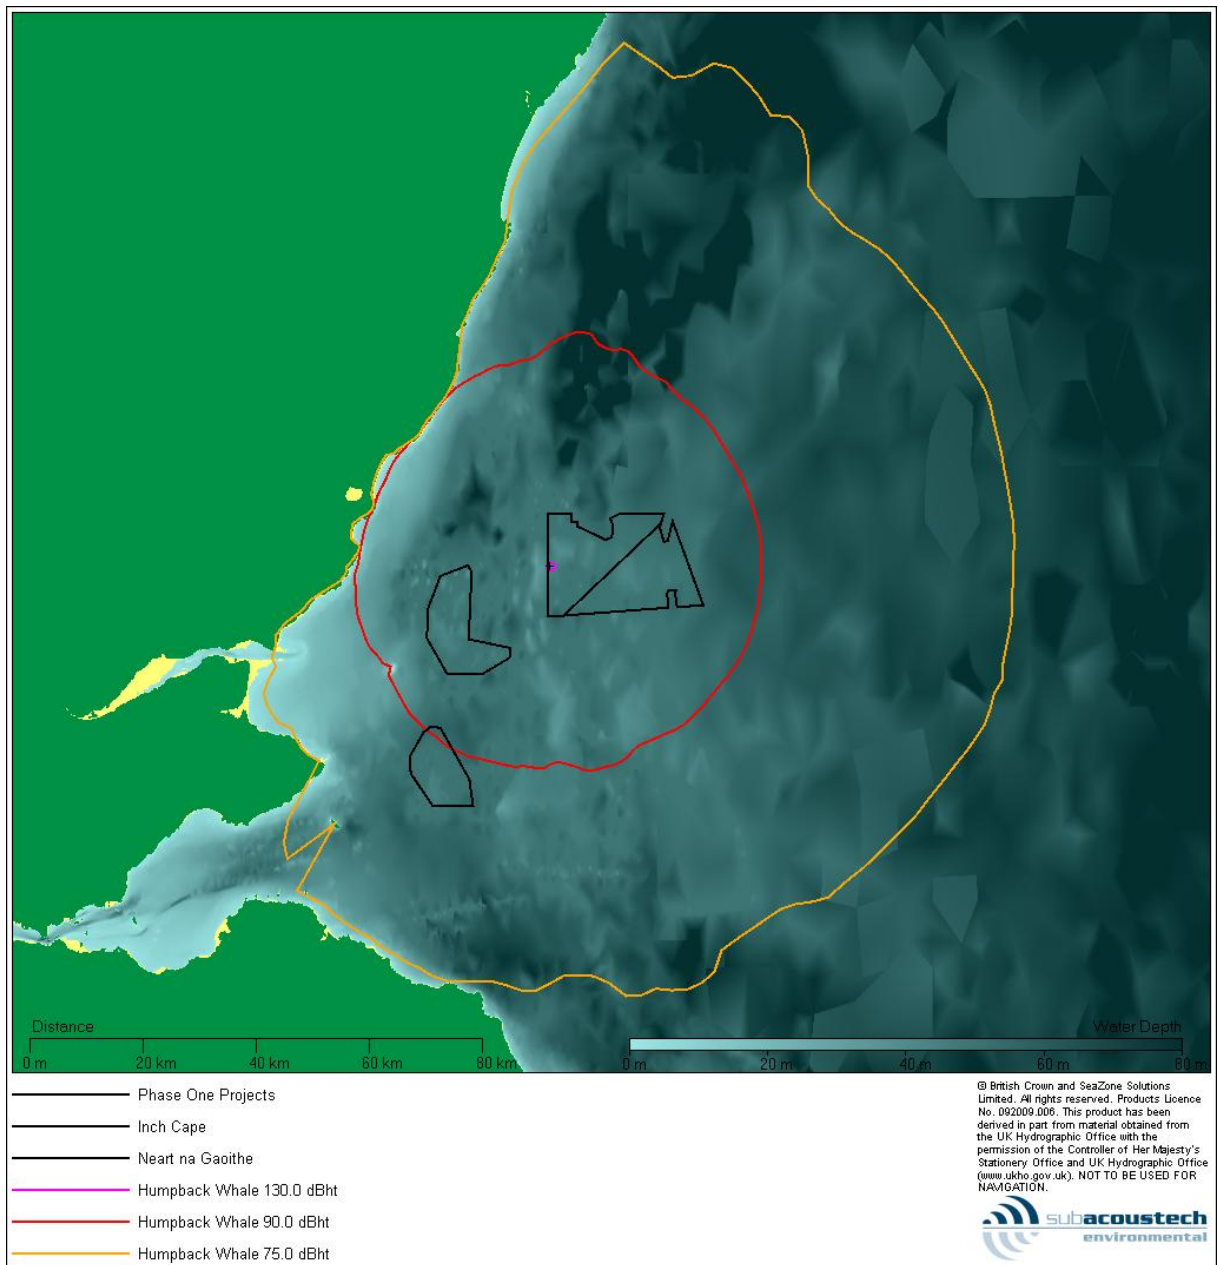 Distance
0 m 20 km 40 km 60 km 80 km
Water Depth
0 m 20 m 40 m 60 m 80 m
Phase One Projects
Inch Cape
Neart na Gaoithe
Humpback Whale 130.0 dBht
Humpback Whale 90.0 dBht
Humpback Whale 75.0 dBht
© British Crown and SeaZone Solutions
Limited. All rights reserved. Products Licence
No. 092009.006. This product has been
derived in part from material obtained from
the UK Hydrographic Office with the
permission of the Controller of Her Majesty's
Stationery Office and UK Hydrographic Office
(www.ukho.gov.uk). NOT TO BE USED FOR
NAVIGATION.
subacoustech
environmental